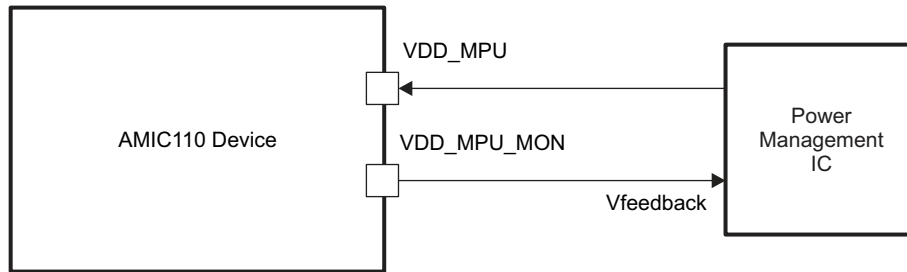 VDD_MPU
AMIC110 Device
VDD_MPU_MON
Vfeedback
Power
Management
IC